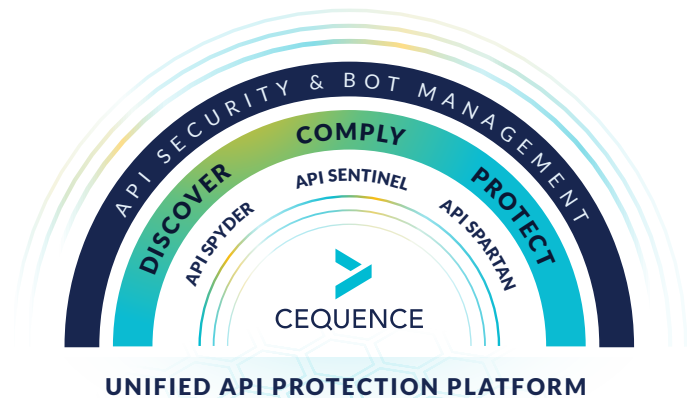 API SECURITY & BOT MANAGEMENT
DISCOVER
COMPLY
PROTECT
API SPYDER
API SENTINEL
API SPARTAN
CEQUENCE
UNIFIED API PROTECTION PLATFORM